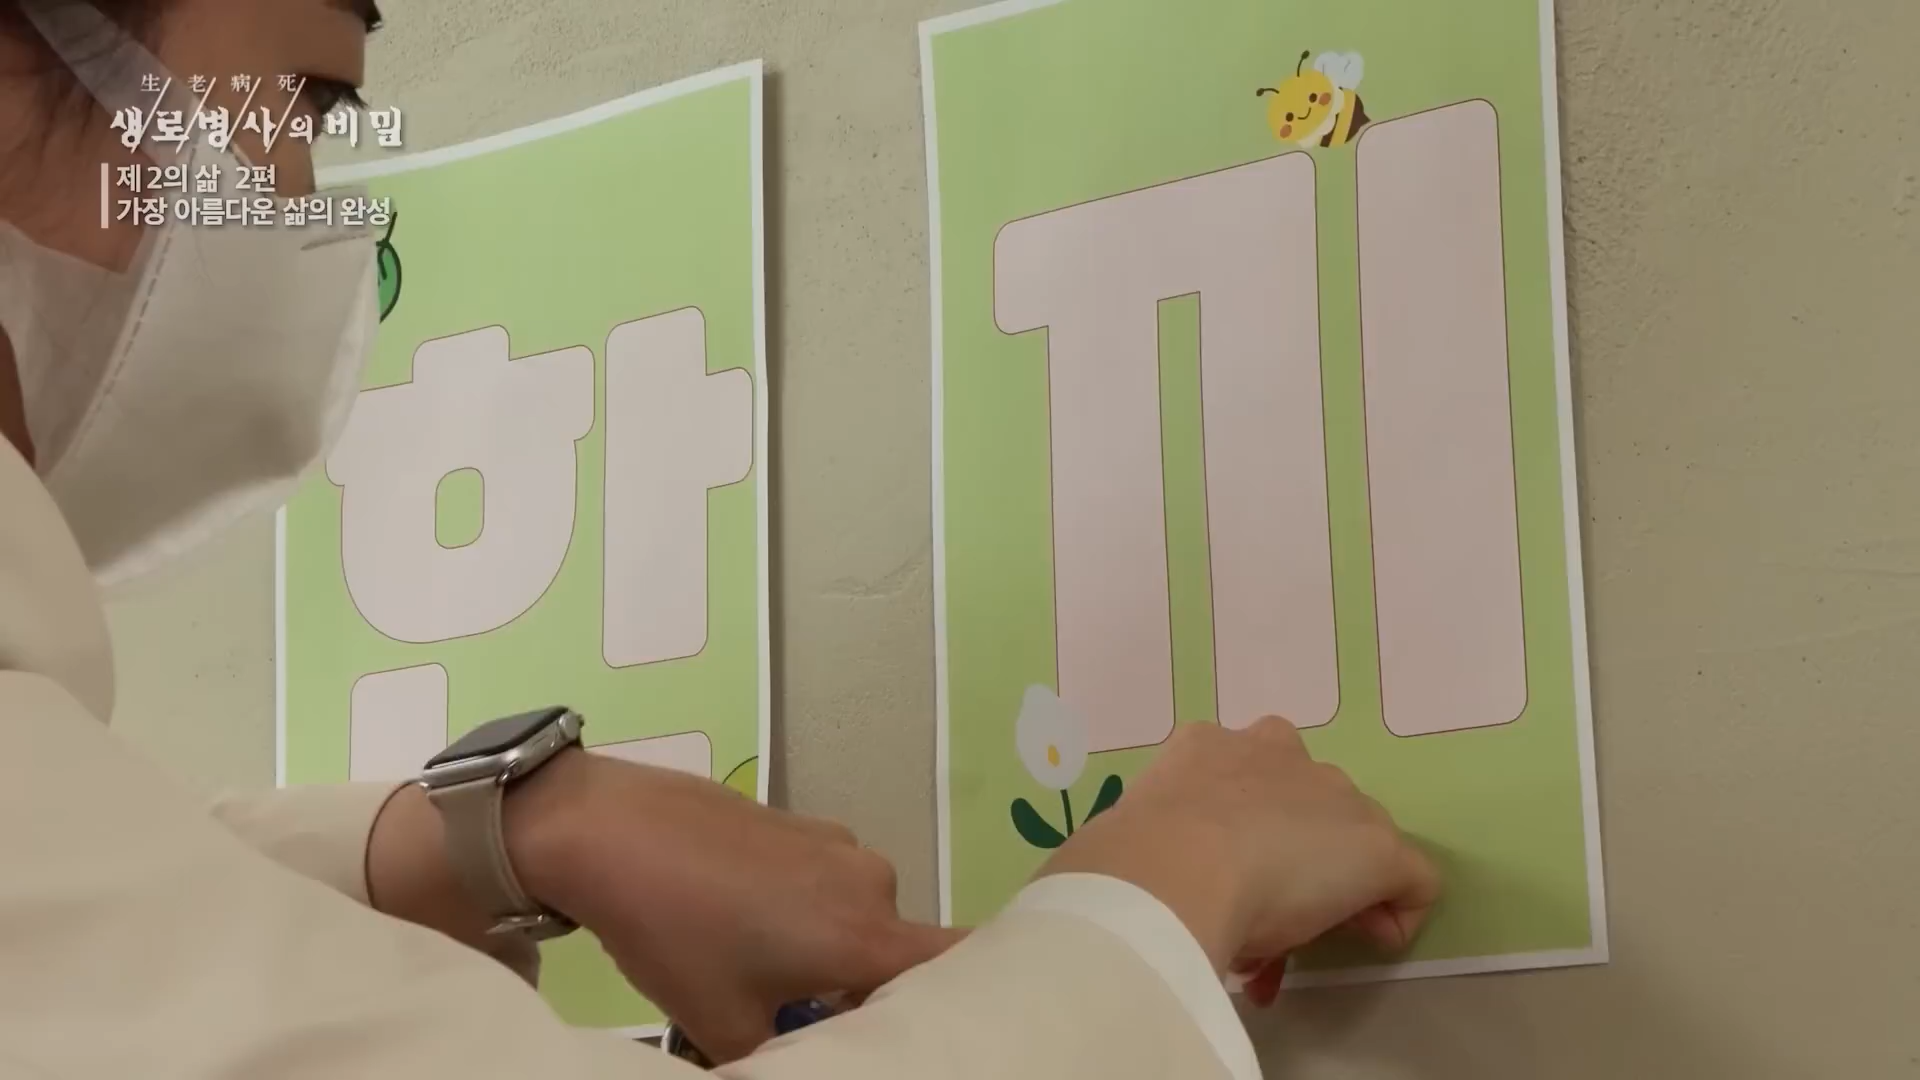 生老病死
생로병사의 비밀
제 2의 삶 2편
가장 아름다운 삶의 완성
한 끼